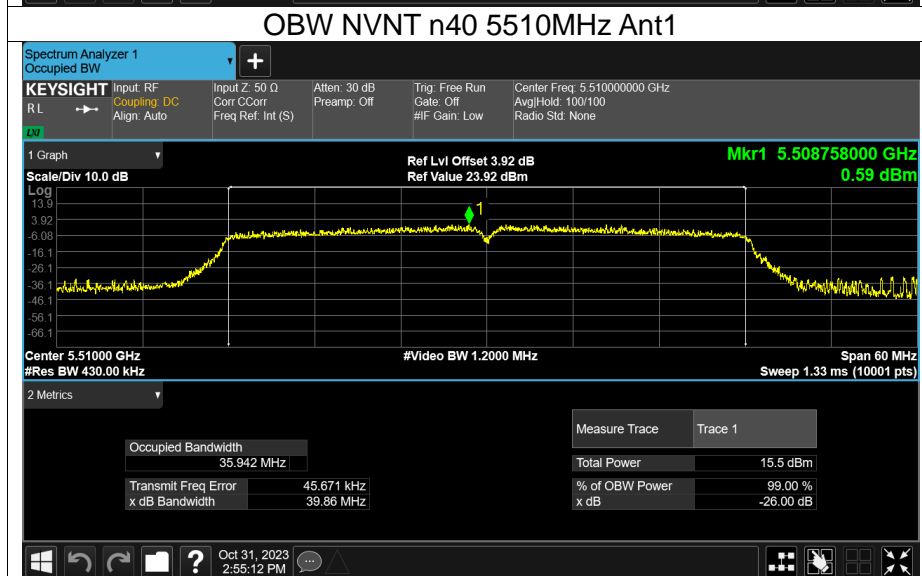 OBW NVNT n40 5510MHz Ant1
Spectrum Analyzer 1
Occupied BW
+
KEYSIGHT Input: RF Input Z: 50 Ω Atten: 30 dB Trig: Free Run Center Freq: 5.510000000 GHz
RL Coupling: DC Corr CCorr Preamp: Off Gate: Off Avg|Hold: 100/100
Align: Auto Freq Ref: Int (S) #IF Gain: Low Radio Std: None
LXI
1 Graph Ref Lvl Offset 3.92 dB Mkr1 5.508758000 GHz
Scale/Div 10.0 dB Ref Value 23.92 dBm 0.59 dBm
Log
13.9
1
3.92
-6.08
-16.1
-26.1
-36.1
-46.1
-56.1
-66.1
Center 5.51000 GHz #Video BW 1.2000 MHz Span 60 MHz
#Res BW 430.00 kHz Sweep 1.33 ms (10001 pts)
2 Metrics
Measure Trace Trace 1
Occupied Bandwidth
35.942 MHz Total Power 15.5 dBm
Transmit Freq Error 45.671 kHz % of OBW Power 99.00 %
x dB Bandwidth 39.86 MHz x dB -26.00 dB
? Oct 31, 2023
2:55:12 PM